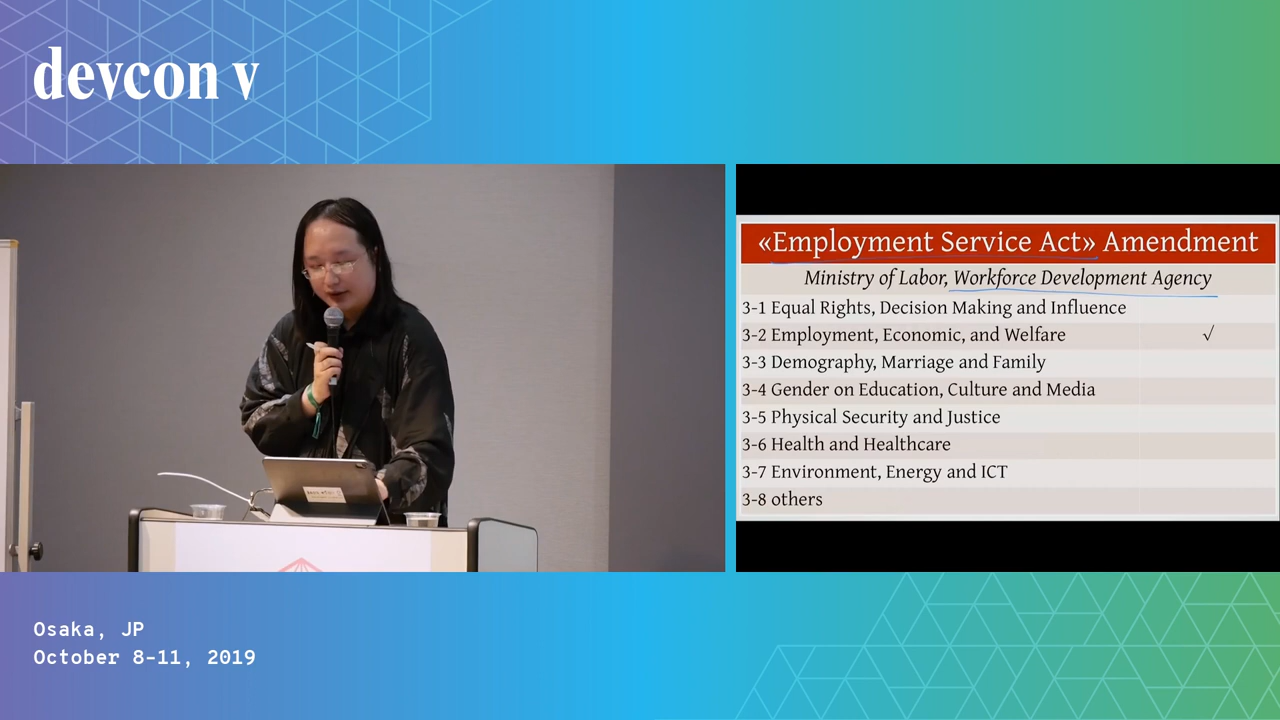 devcon v
«Employment Service Act» Amendment
Ministry of Labor, Workforce Development Agency
3-1 Equal Rights, Decision Making and Influence
3-2 Employment, Economic, and Welfare √
3-3 Demography, Marriage and Family
3-4 Gender on Education, Culture and Media
3-5 Physical Security and Justice
3-6 Health and Healthcare
3-7 Environment, Energy and ICT
3-8 others
Osaka, JP
October 8-11, 2019